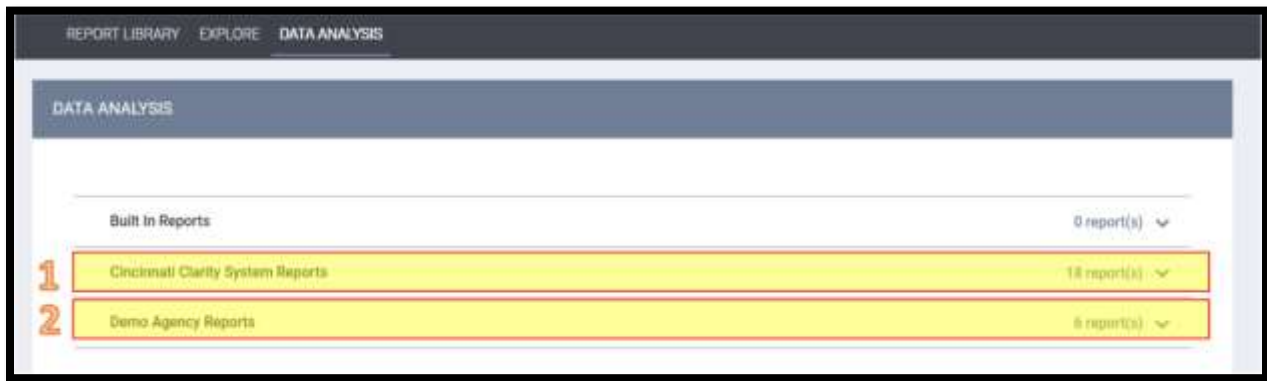 REPORT LIBRARY EXPLORE DATA ANALYSIS
DATA ANALYSIS
Built In Reports 0 report(s)
1 Cincinnati Clarity System Reports 18 report(s)
2 Demo Agency Reports 6 report(s)